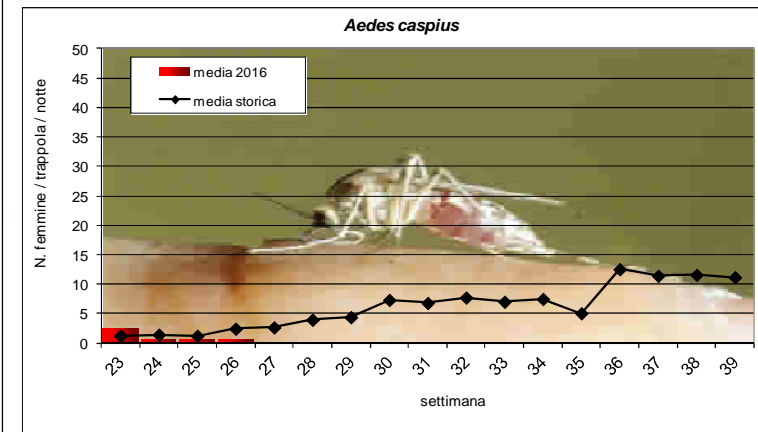 Aedes caspius
N. femmine / trappola / notte
50
45
40
35
30
25
20
15
10
5
0
media 2016
media storica
23 24 25 26 27 28 29 30 31 32 33 34 35 36 37 38 39
settimana